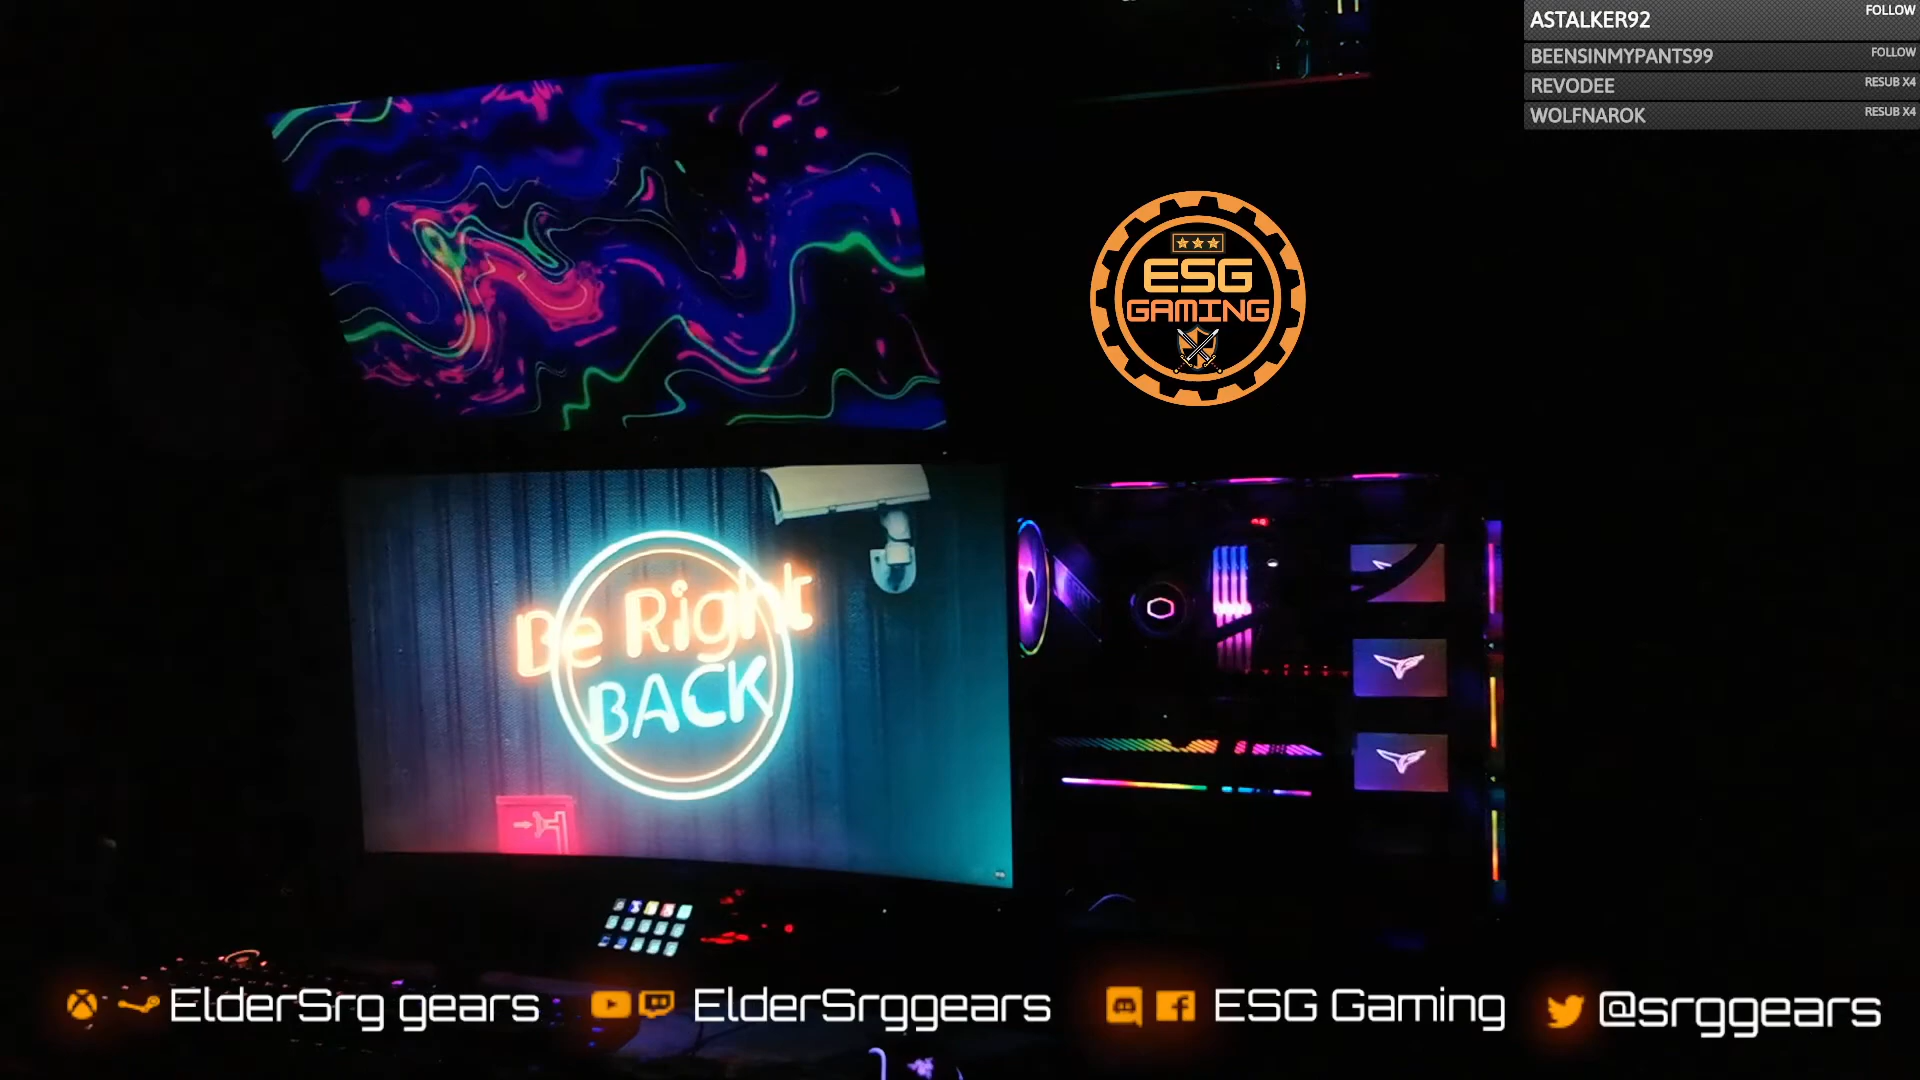 ASTALKER92 FOLLOW
BEENSINMYPANTS99 FOLLOW
REVODEE RESUB X4
WOLFNAROK RESUB X4
ESG
GAMING
Be Right
BACK
ElderSrg gears
ElderSrggears
ESG Gaming
@srggears